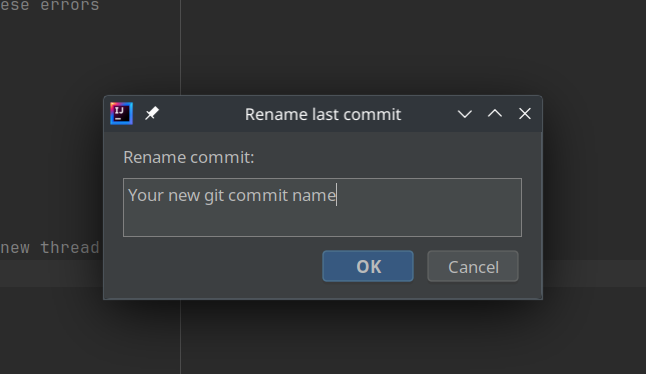 ese errors
IJ
Rename last commit
Rename commit:
Your new git commit name
new thread
OK
Cancel